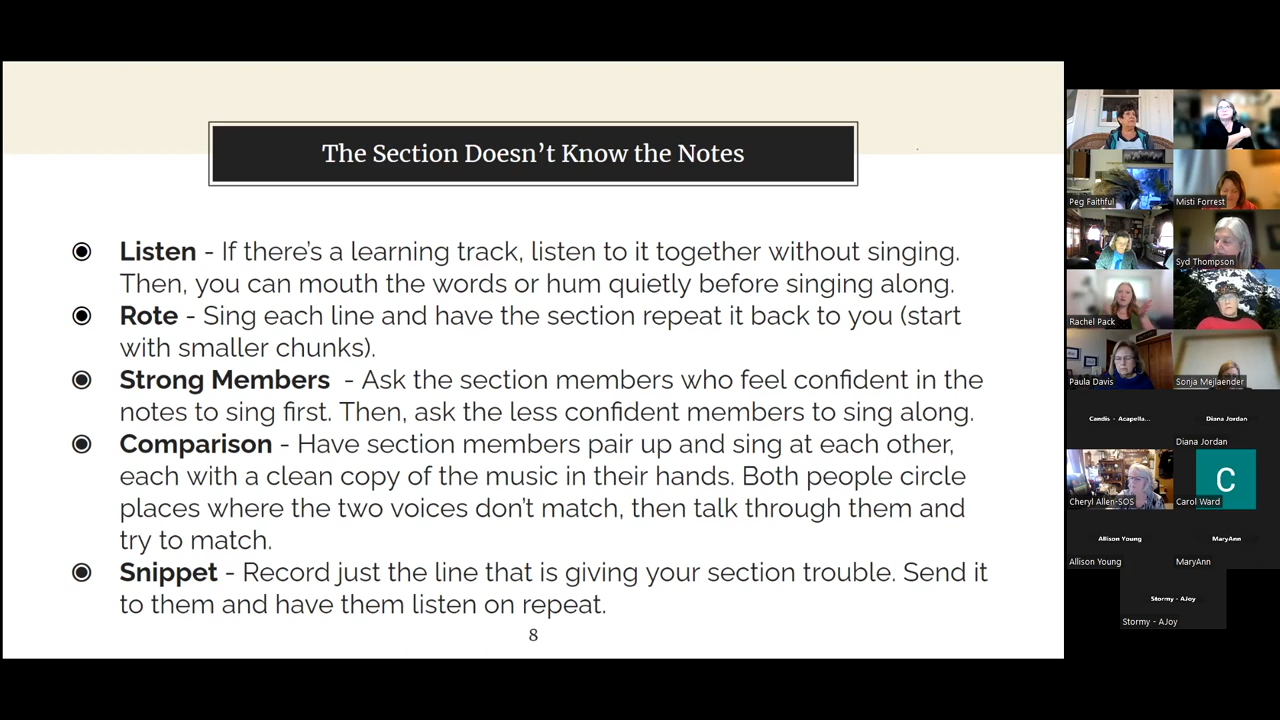 The Section Doesn't Know the Notes
Listen - If there's a learning track, listen to it together without singing.
Then, you can mouth the words or hum quietly before singing along.
Rote - Sing each line and have the section repeat it back to you (start
with smaller chunks).
Strong Members - Ask the section members who feel confident in the
notes to sing first. Then, ask the less confident members to sing along.
Comparison - Have section members pair up and sing at each other,
each with a clean copy of the music in their hands. Both people circle
places where the two voices don't match, then talk through them and
try to match.
Snippet - Record just the line that is giving your section trouble. Send it
to them and have them listen on repeat.
8
Peg Faithful
Misti Forrest
Syd Thompson
Rachel Pack
Paula Davis
Sonja Mejlaender
Candis - Acapella...
Diana Jordan
Diana Jordan
Cheryl Allen-SOS
C
Carol Ward
Allison Young
MaryAnn
Allison Young
MaryAnn
Stormy - AJoy
Stormy - AJoy